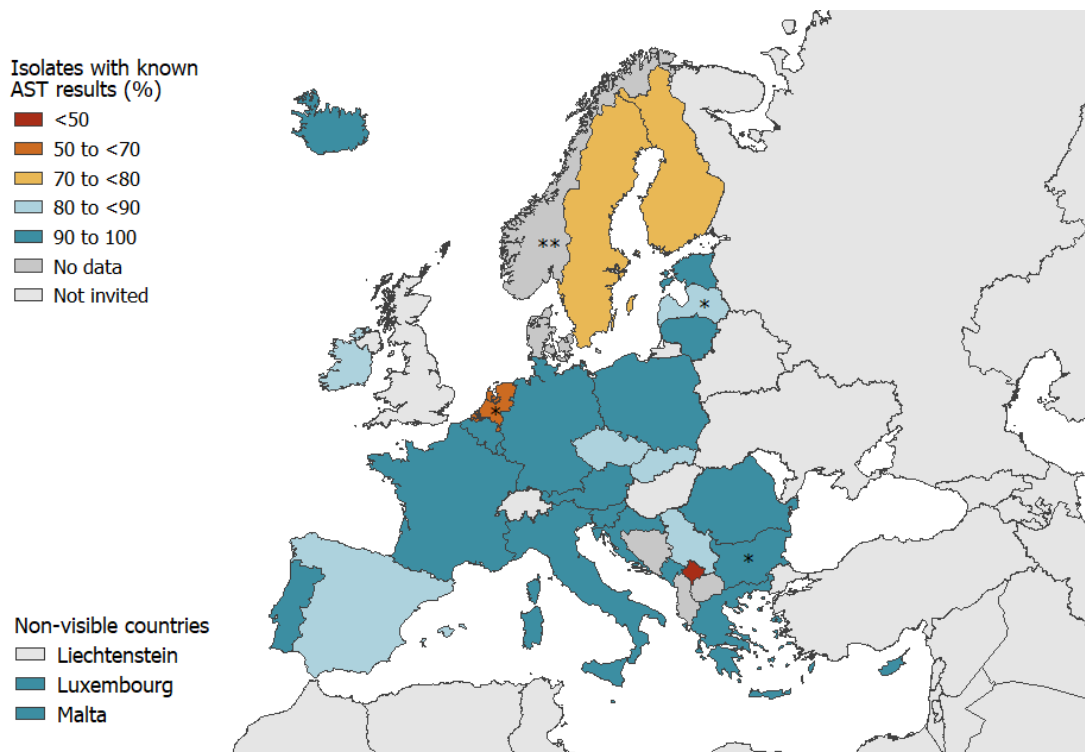 Isolates with known
AST results (%)
<50
50 to <70
70 to <80
80 to <90
90 to 100
No data
Not invited
**
*
*
*
Non-visible countries
Liechtenstein
Luxembourg
Malta